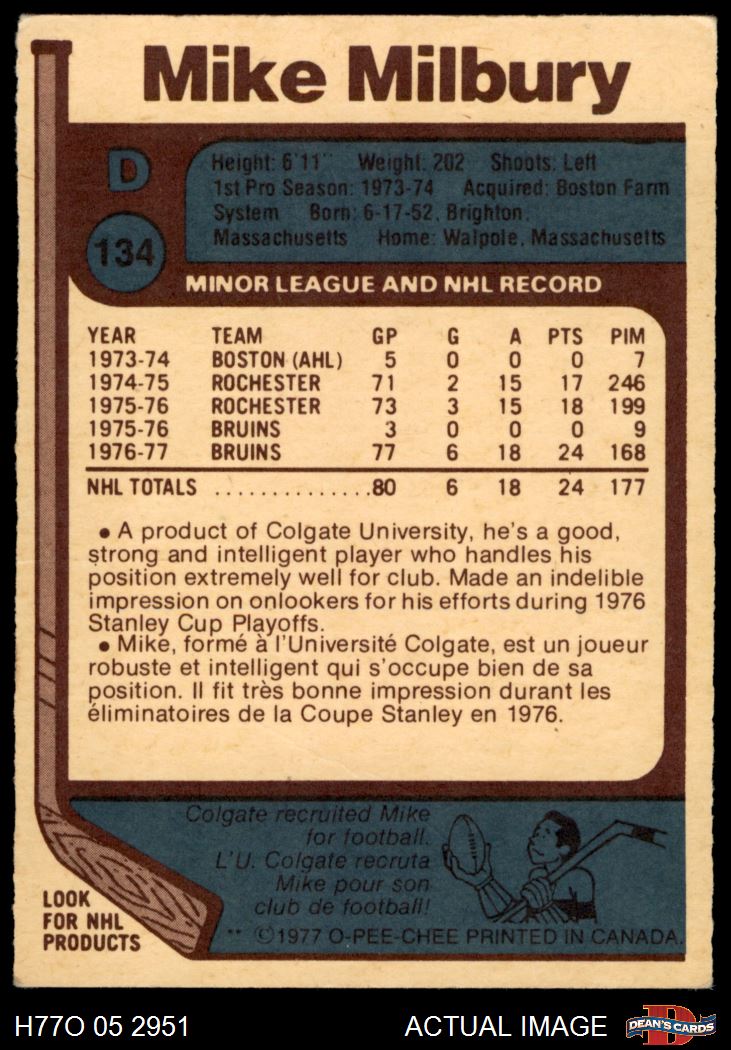 Mike Milbury
D
134
Height: 6'11" Weight: 202 Shoots: Left
1st Pro Season: 1973-74 Acquired: Boston Farm
System Born: 6-17-52, Brighton,
Massachusetts Home: Walpole, Massachusetts
MINOR LEAGUE AND NHL RECORD
YEAR TEAM GP G A PTS PIM
1973-74 BOSTON (AHL) 5 0 0 0 7
1974-75 ROCHESTER 71 2 15 17 246
1975-76 ROCHESTER 73 3 15 18 199
1975-76 BRUINS 3 0 0 0 9
1976-77 BRUINS 77 6 18 24 168
NHL TOTALS ..............80 6 18 24 177
● A product of Colgate University, he's a good,
strong and intelligent player who handles his
position extremely well for club. Made an indelible
impression on onlookers for his efforts during 1976
Stanley Cup Playoffs.
● Mike, formé à l'Université Colgate, est un joueur
robuste et intelligent qui s'occupe bien de sa
position. Il fit très bonne impression durant les
éliminatoires de la Coupe Stanley en 1976.
Colgate recruited Mike
for football.
L'U. Colgate recruta
Mike pour son
club de football!
LOOK
FOR NHL
PRODUCTS
** ©1977 O-PEE-CHEE PRINTED IN CANADA.
H77O 05 2951
ACTUAL IMAGE
D
DEAN'S CARDS